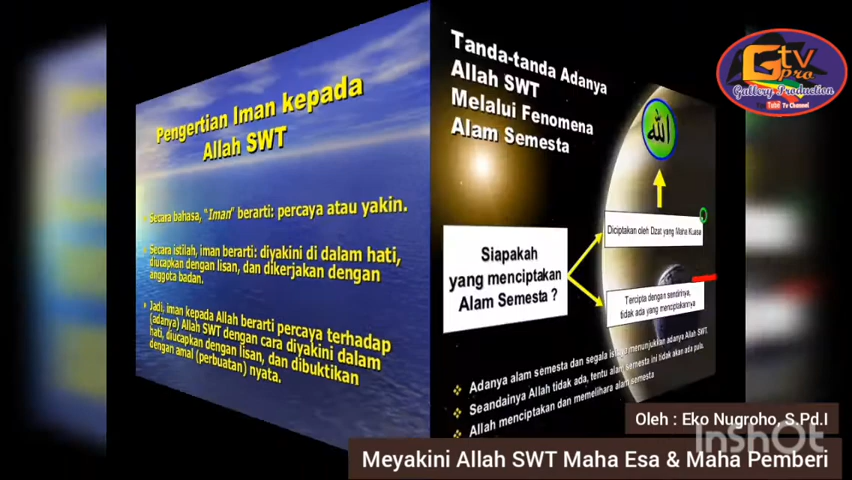 Pengertian Iman kepada
Allah SWT
Secara bahasa, "Iman" berarti: percaya atau yakin.
Secara istilah, iman berarti: diyakini di dalam hati,
diucapkan dengan lisan, dan dikerjakan dengan
anggota badan.
Jadi, iman kepada Allah berarti percaya terhadap
(adanya) Allah SWT dengan cara diyakini dalam
hati, diucapkan dengan lisan, dan dibuktikan
dengan amal (perbuatan) nyata.
Tanda-tanda Adanya
Allah SWT
Melalui Fenomena
Alam Semesta
الله
Siapakah
yang menciptakan
Alam Semesta ?
Diciptakan oleh Dzat yang Maha Kuasa
Tercipta dengan sendirinya,
tidak ada yang menciptakannya
Adanya alam semesta dan segala isinya menunjukkan adanya Allah SWT.
Seandainya Allah tidak ada, tentu alam semesta ini tidak akan ada pula.
Allah menciptakan dan memelihara alam semesta
G tv
pro
Gallery Production
Tube Tv Channel
Oleh : Eko Nugroho, S.Pd.I
InShOt
Meyakini Allah SWT Maha Esa & Maha Pemberi